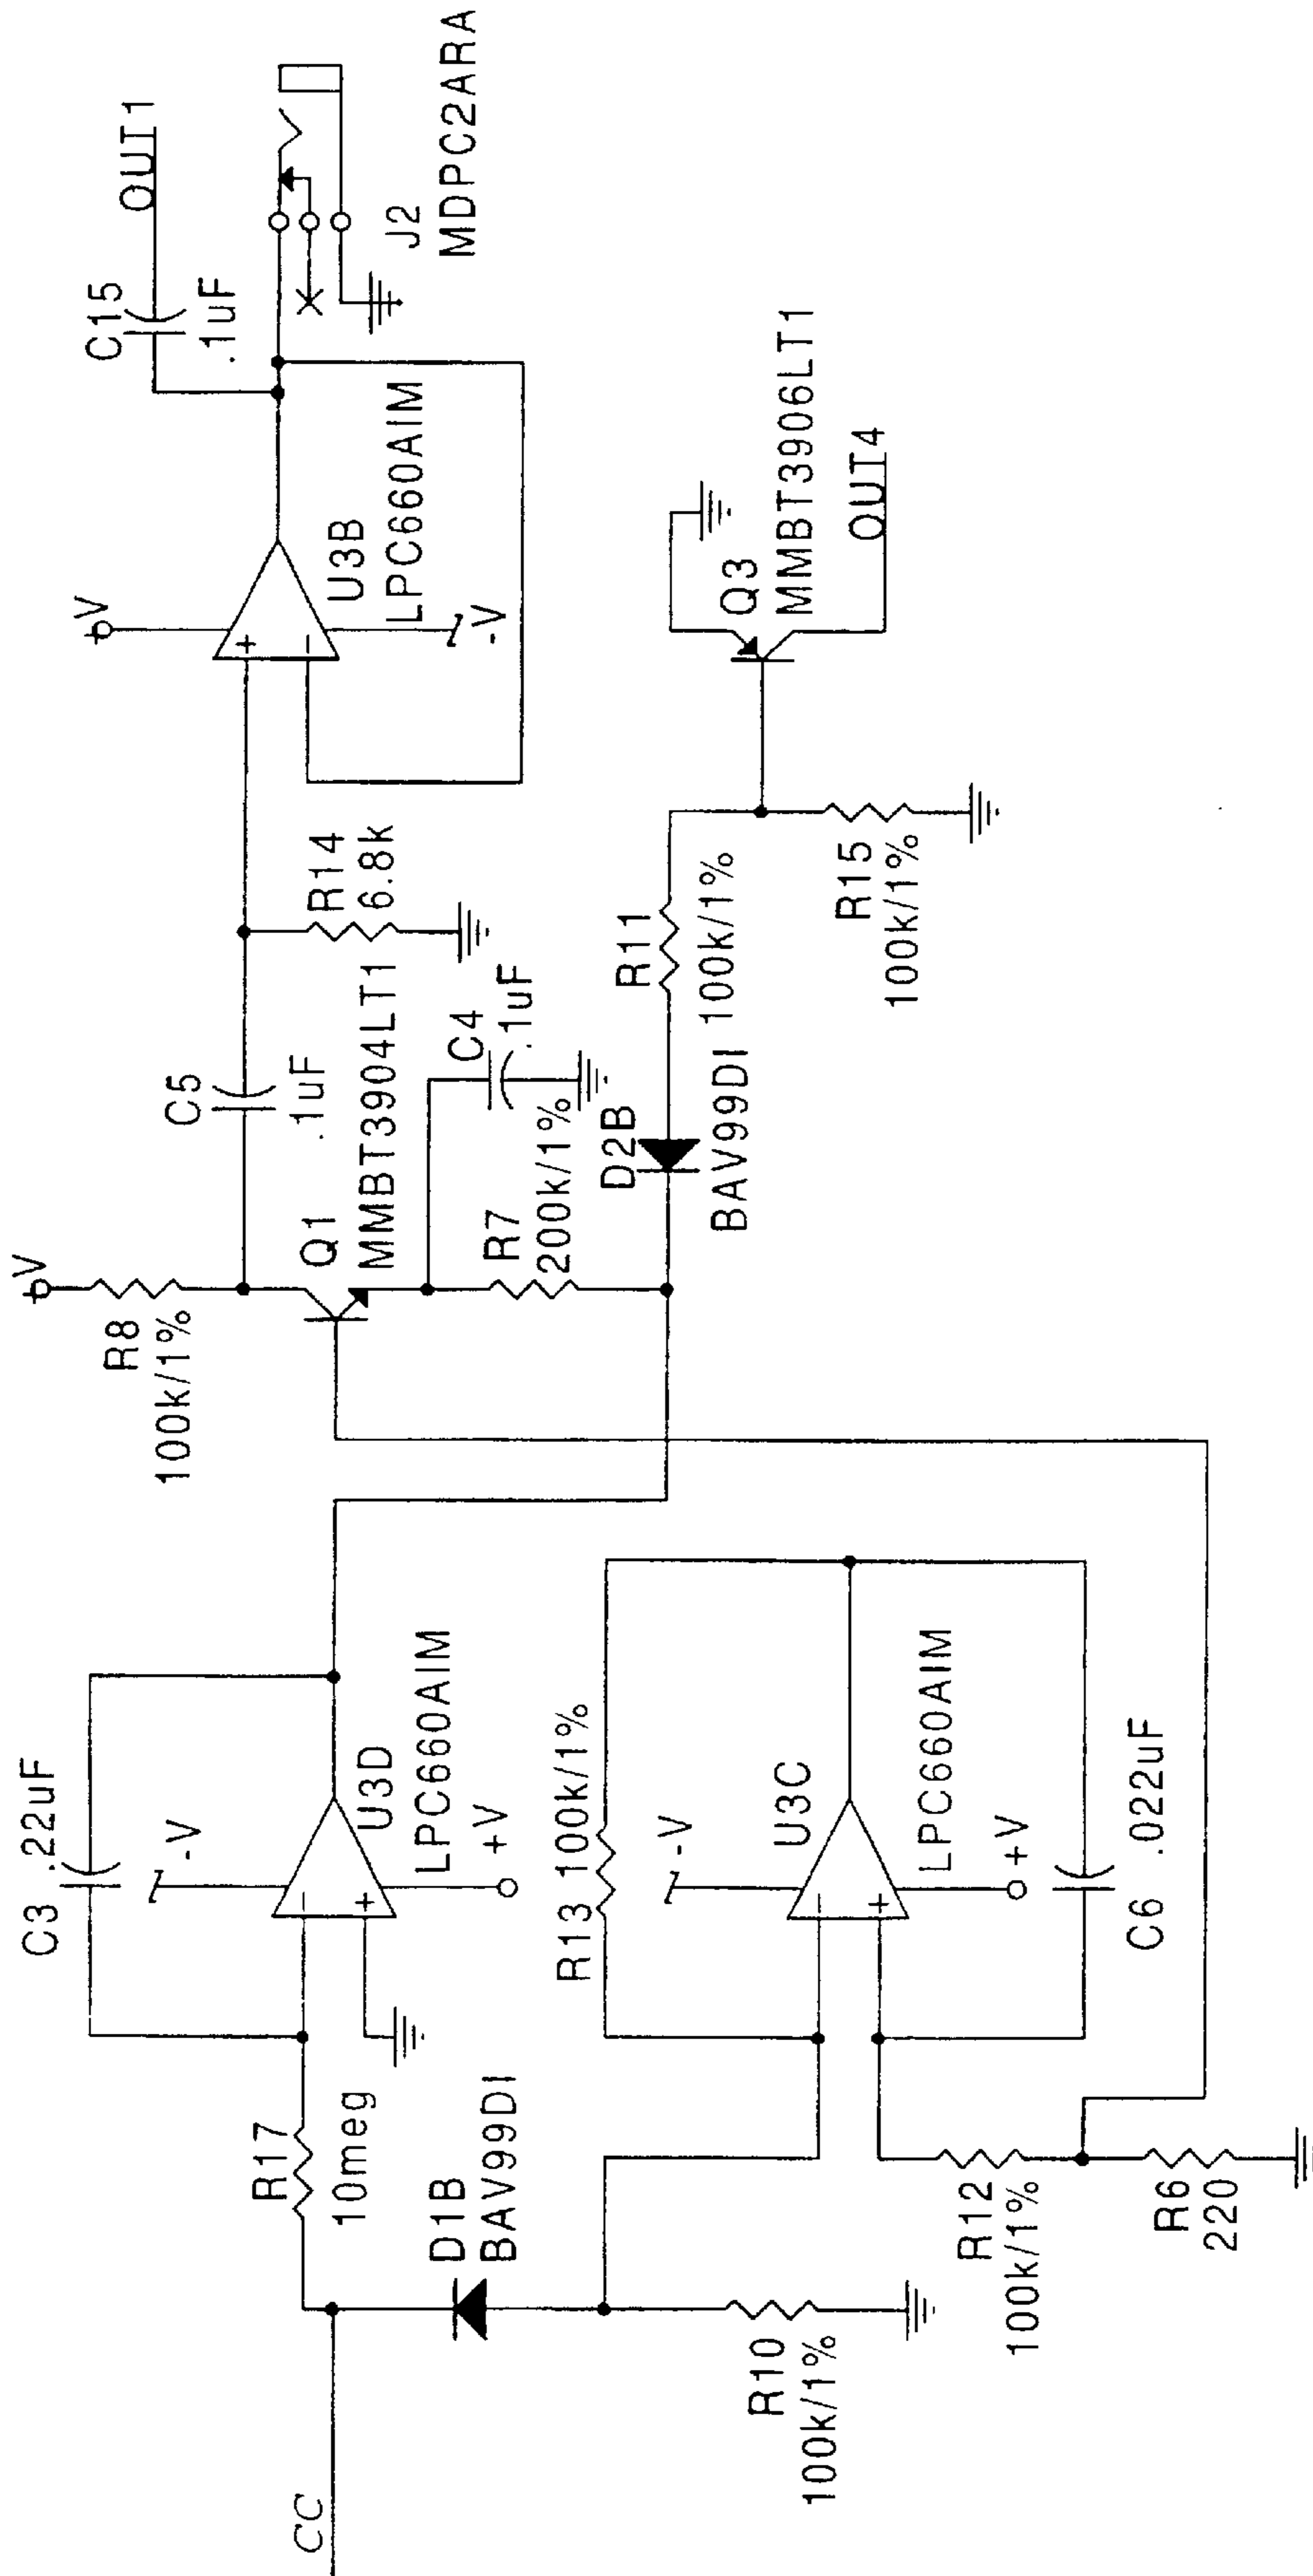 CC
R17
10meg
D1B
BAV99DI
R10
100k/1%
C3 .22uF
-V
U3D
LPC660AIM
+V
R13 100k/1%
-V
U3C
LPC660AIM
+V
C6 .022uF
R12
100k/1%
R6
220
+V
R8
100k/1%
Q1
MMBT3904LT1
C5
.1uF
R14
6.8k
C4
.1uF
R7
200k/1%
D2B
BAV99DI
R11
100k/1%
R15
100k/1%
+V
U3B
LPC660AIM
-V
C15
.1uF
OUT1
J2
MDPC2ARA
Q3
MMBT3906LT1
OUT4